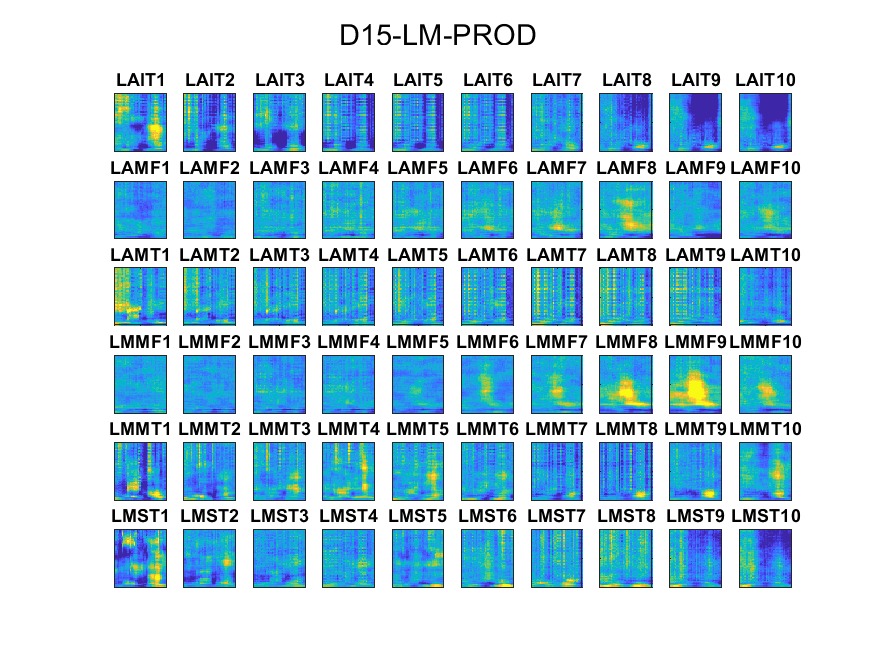 D15-LM-PROD
LAIT1 LAIT2 LAIT3 LAIT4 LAIT5 LAIT6 LAIT7 LAIT8 LAIT9 LAIT10
LAMF1 LAMF2 LAMF3 LAMF4 LAMF5 LAMF6 LAMF7 LAMF8 LAMF9 LAMF10
LAMT1 LAMT2 LAMT3 LAMT4 LAMT5 LAMT6 LAMT7 LAMT8 LAMT9 LAMT10
LMMF1 LMMF2 LMMF3 LMMF4 LMMF5 LMMF6 LMMF7 LMMF8 LMMF9 LMMF10
LMMT1 LMMT2 LMMT3 LMMT4 LMMT5 LMMT6 LMMT7 LMMT8 LMMT9 LMMT10
LMST1 LMST2 LMST3 LMST4 LMST5 LMST6 LMST7 LMST8 LMST9 LMST10